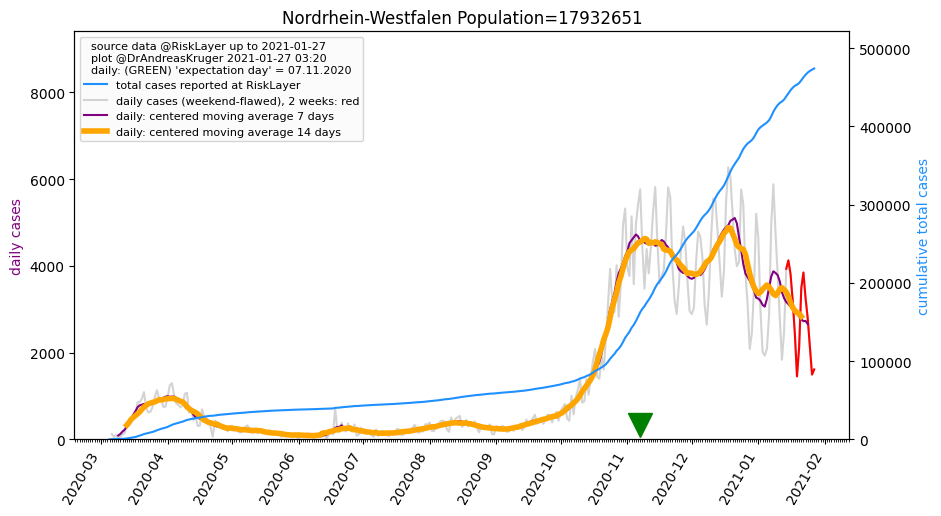 Nordrhein-Westfalen Population=17932651
source data @RiskLayer up to 2021-01-27
plot @DrAndreasKruger 2021-01-27 03:20
daily: (GREEN) 'expectation day' = 07.11.2020
total cases reported at RiskLayer
daily cases (weekend-flawed), 2 weeks: red
daily: centered moving average 7 days
daily: centered moving average 14 days
daily cases
8000
6000
4000
2000
0
500000
400000
300000
200000
100000
0
cumulative total cases
2020-03
2020-04
2020-05
2020-06
2020-07
2020-08
2020-09
2020-10
2020-11
2020-12
2021-01
2021-02